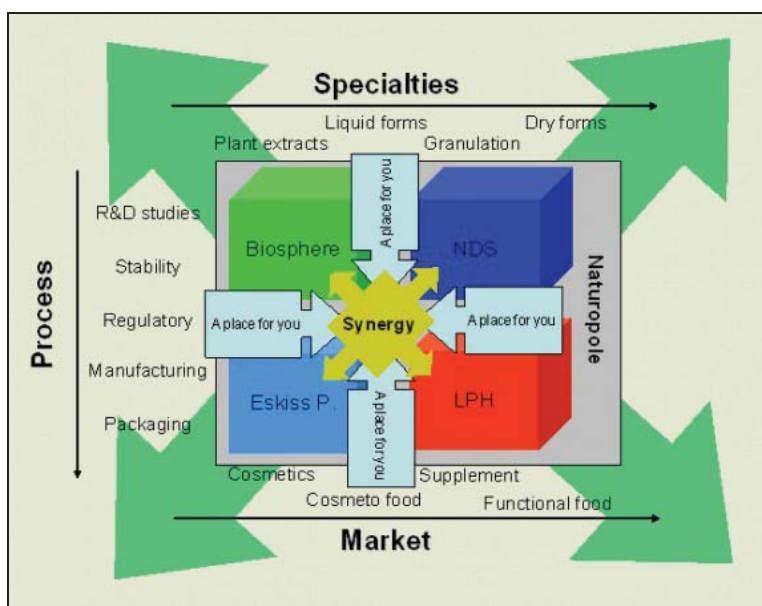 Specialties
Liquid forms
Dry forms
Plant extracts
Granulation
Process
R&D studies
Stability
Regulatory
Manufacturing
Packaging
Biosphere
A place for you
NDS
A place for you
Synergy
A place for you
Naturopole
Eskiss P.
A place for you
LPH
Cosmetics
Supplement
Cosmeto food
Functional food
Market